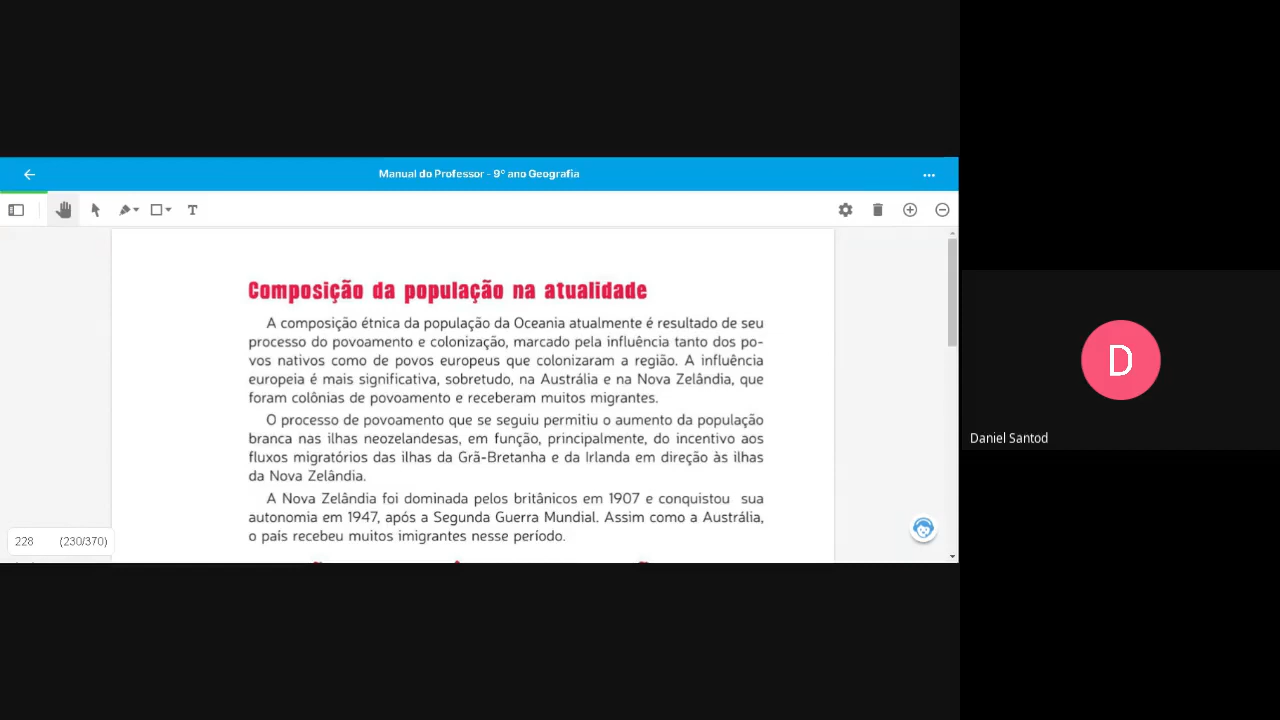 Manual do Professor - 9º ano Geografia
T
Composição da população na atualidade
A composição étnica da população da Oceania atualmente é resultado de seu
processo do povoamento e colonização, marcado pela influência tanto dos po-
vos nativos como de povos europeus que colonizaram a região. A influência
europeia é mais significativa, sobretudo, na Austrália e na Nova Zelândia, que
foram colônias de povoamento e receberam muitos migrantes.
O processo de povoamento que se seguiu permitiu o aumento da população
branca nas ilhas neozelandesas, em função, principalmente, do incentivo aos
fluxos migratórios das ilhas da Grã-Bretanha e da Irlanda em direção às ilhas
da Nova Zelândia.
A Nova Zelândia foi dominada pelos britânicos em 1907 e conquistou sua
autonomia em 1947, após a Segunda Guerra Mundial. Assim como a Austrália,
o país recebeu muitos imigrantes nesse período.
228 (230/370)
D
Daniel Santod